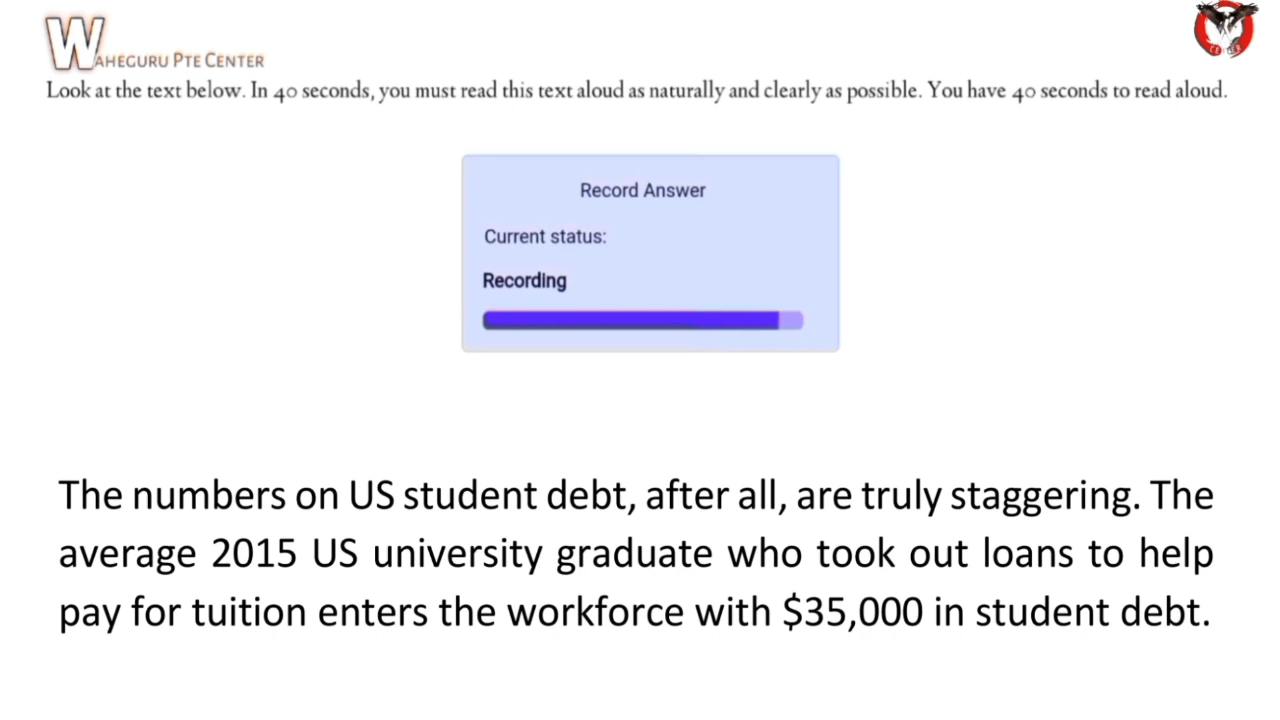 WAHEGURU PTE CENTER
CENTER
Look at the text below. In 40 seconds, you must read this text aloud as naturally and clearly as possible. You have 40 seconds to read aloud.
Record Answer
Current status:
Recording
The numbers on US student debt, after all, are truly staggering. The
average 2015 US university graduate who took out loans to help
pay for tuition enters the workforce with $35,000 in student debt.